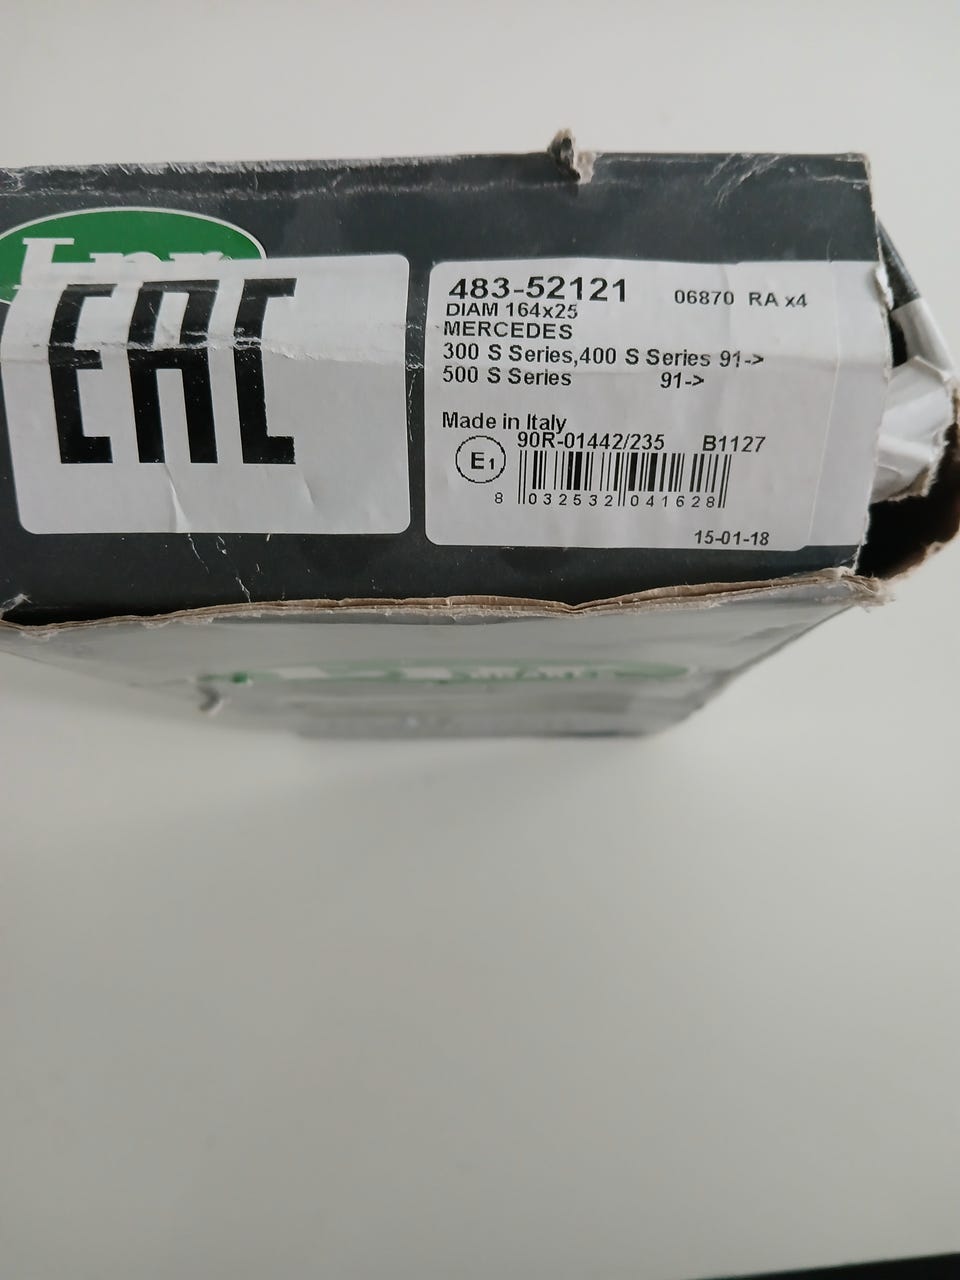 Lpr
EAC
483-52121
06870 RA x4
DIAM 164x25
MERCEDES
300 S Series,400 S Series 91->
500 S Series 91->
Made in Italy
90R-01442/235 B1127
E1
8 032532 041628
15-01-18